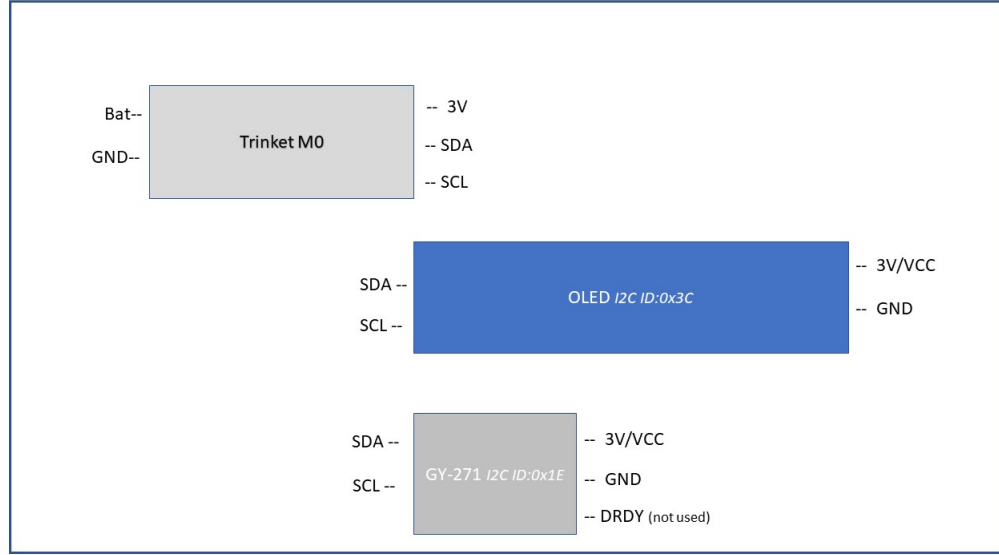 Bat--
GND--
Trinket M0
-- 3V
-- SDA
-- SCL
SDA --
SCL --
OLED I2C ID:0x3C
-- 3V/VCC
-- GND
SDA --
SCL --
GY-271 I2C ID:0x1E
-- 3V/VCC
-- GND
-- DRDY (not used)